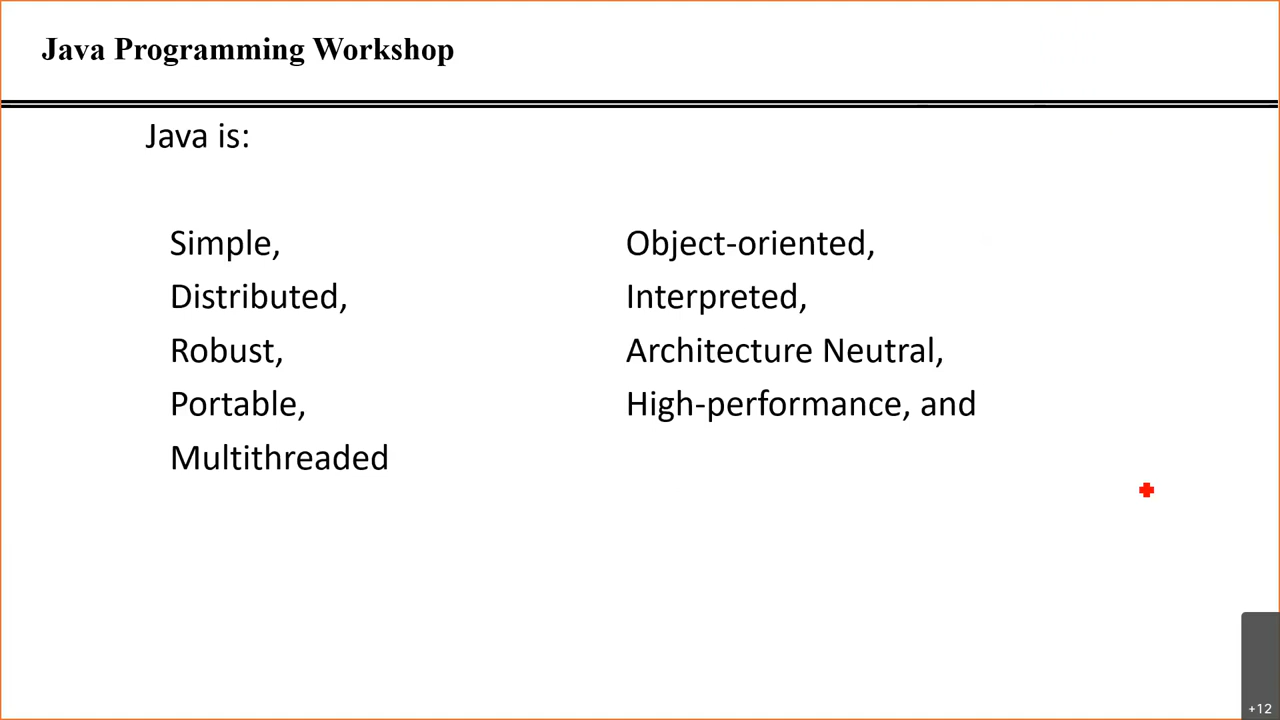 Java Programming Workshop
Java is:
Simple, Object-oriented,
Distributed, Interpreted,
Robust, Architecture Neutral,
Portable, High-performance, and
Multithreaded
+12